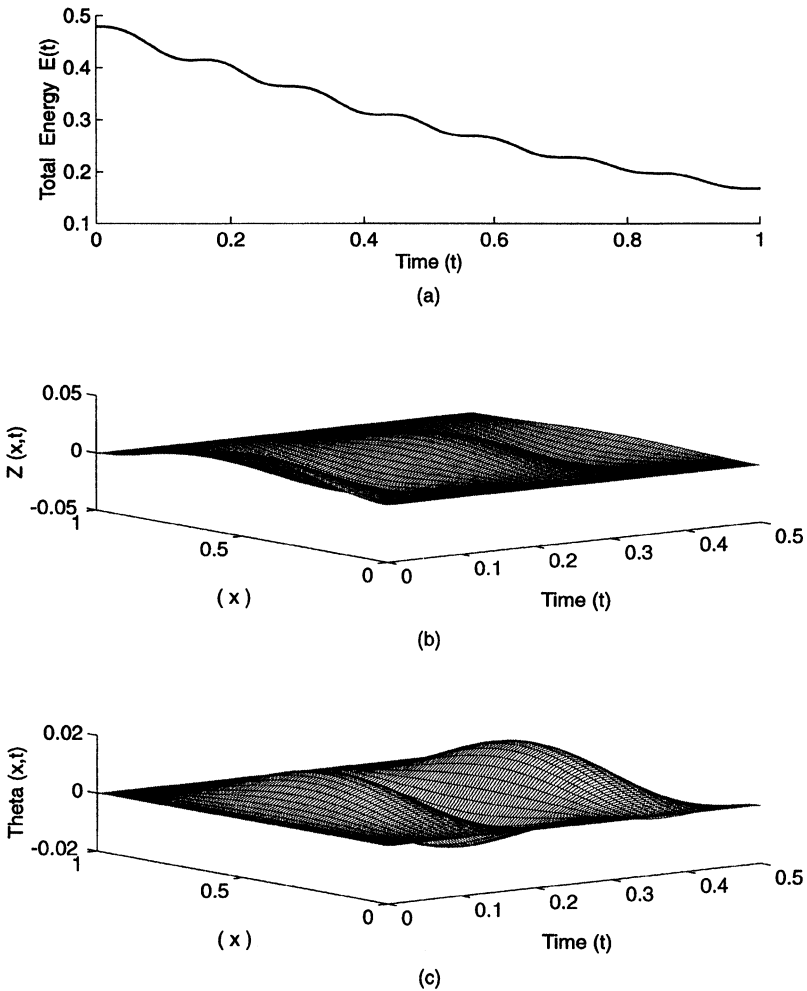 0.5
0.4
0.3
0.2
0.1
Total Energy E(t)
0 0.2 0.4 0.6 0.8 1
Time (t)
(a)
0.05
0
-0.05
Z (x,t)
1
0.5
0
( x )
0 0.1 0.2 0.3 0.4 0.5
Time (t)
(b)
0.02
0
-0.02
Theta (x,t)
1
0.5
0
( x )
0 0.1 0.2 0.3 0.4 0.5
Time (t)
(c)